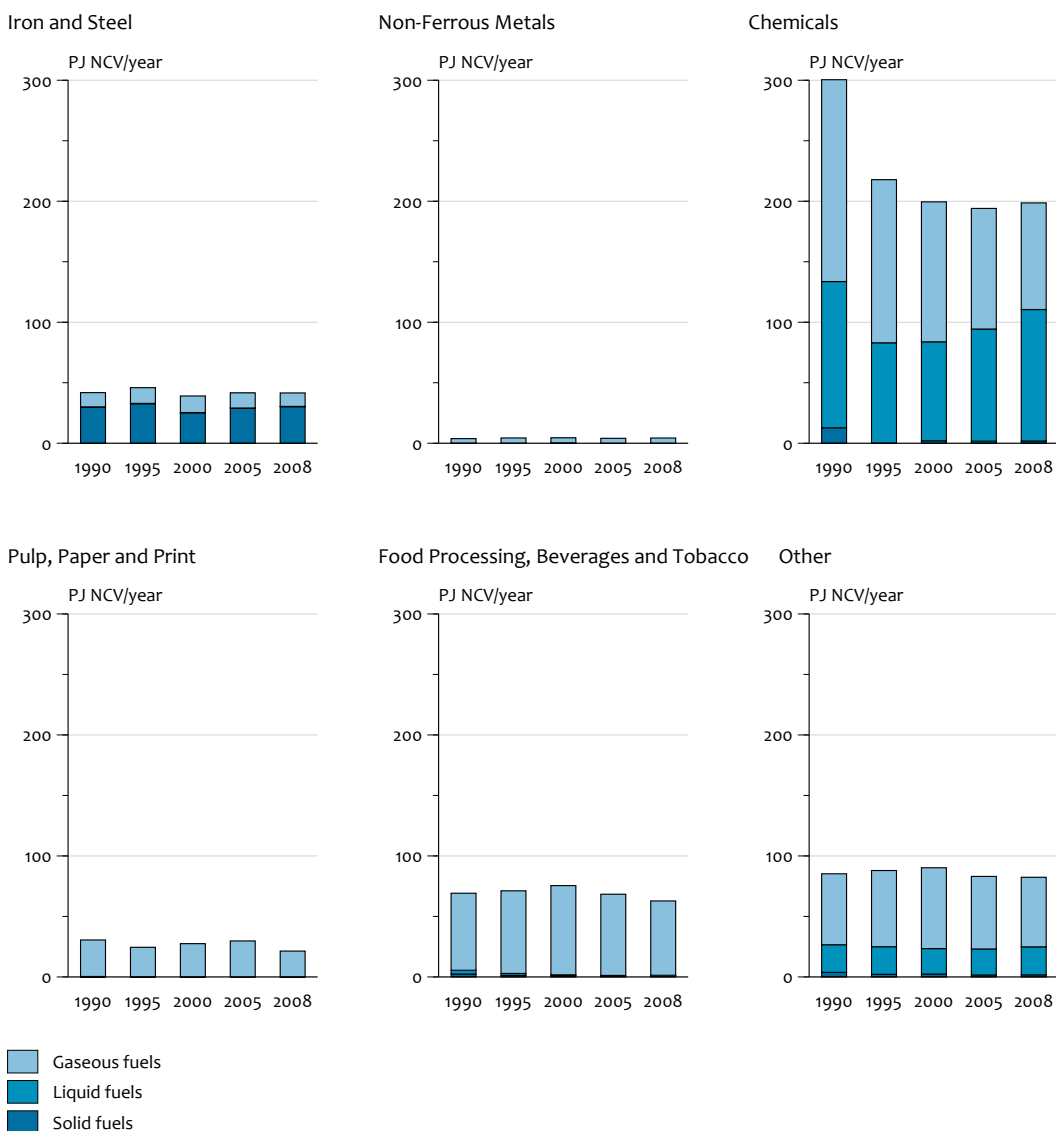 Iron and Steel
PJ NCV/year
300
200
100
0
1990 1995 2000 2005 2008
Non-Ferrous Metals
PJ NCV/year
300
200
100
0
1990 1995 2000 2005 2008
Chemicals
PJ NCV/year
300
200
100
0
1990 1995 2000 2005 2008
Pulp, Paper and Print
PJ NCV/year
300
200
100
0
1990 1995 2000 2005 2008
Food Processing, Beverages and Tobacco
PJ NCV/year
300
200
100
0
1990 1995 2000 2005 2008
Other
PJ NCV/year
300
200
100
0
1990 1995 2000 2005 2008
Gaseous fuels
Liquid fuels
Solid fuels